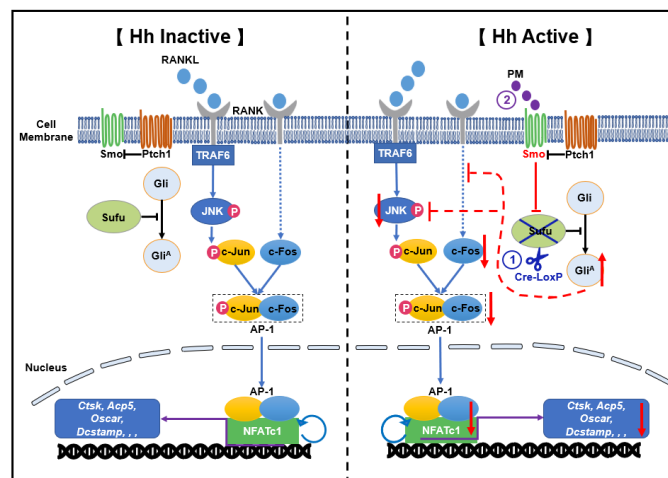 【 Hh Inactive 】
RANKL
RANK
Cell
Membrane
Smo
Ptch1
TRAF6
Gli
Sufu
JNK
P
P
c-Jun
c-Fos
Gli^A
P
c-Jun
c-Fos
AP-1
Nucleus
AP-1
Ctsk, Acp5,
Oscar,
Dcstamp, , ,
NFATc1
【 Hh Active 】
PM
2
TRAF6
Smo
Ptch1
Gli
JNK
P
Sufu
P
c-Jun
c-Fos
1
Cre-LoxP
Gli^A
P
c-Jun
c-Fos
AP-1
AP-1
NFATc1
Ctsk, Acp5,
Oscar,
Dcstamp, , ,